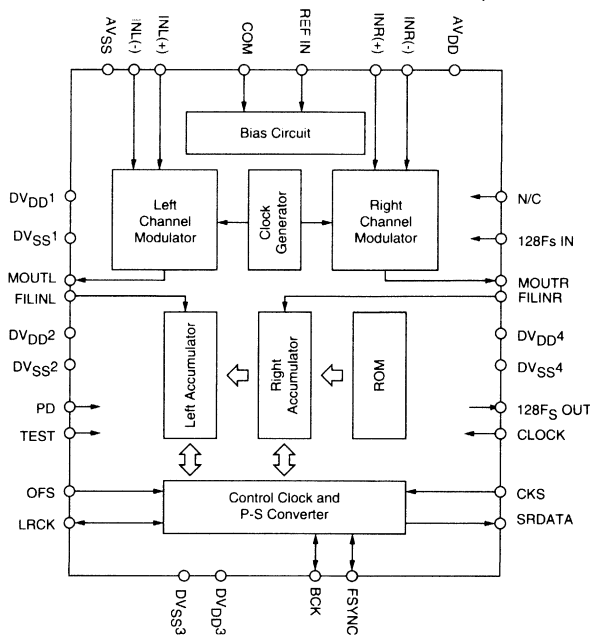 AVSS
INL(-)
INL(+)
COM
REF IN
INR(+)
INR(-)
AVDD
Bias Circuit
Left
Channel
Modulator
Clock
Generator
Right
Channel
Modulator
DVDD1
DVSS1
MOUTL
FILINL
DVDD2
DVSS2
PD
TEST
OFS
LRCK
N/C
128Fs IN
MOUTR
FILINR
DVDD4
DVSS4
128FS OUT
CLOCK
CKS
SRDATA
Left Accumulator
Right
Accumulator
ROM
Control Clock and
P-S Converter
DVSS3
DVDD3
BCK
FSYNC